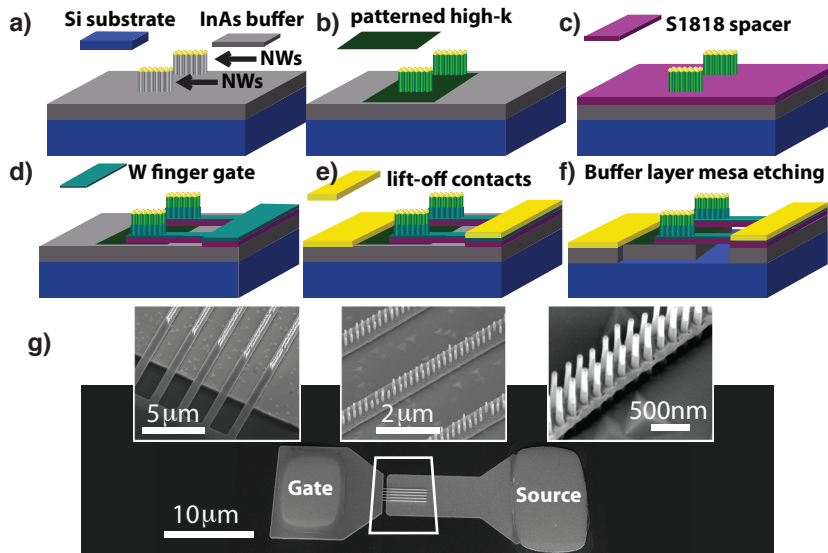 a) Si substrate InAs buffer
NWs
NWs
b) patterned high-k
c) S1818 spacer
d) W finger gate
e) lift-off contacts
f) Buffer layer mesa etching
g)
5μm
2μm
500nm
Gate
Source
10μm